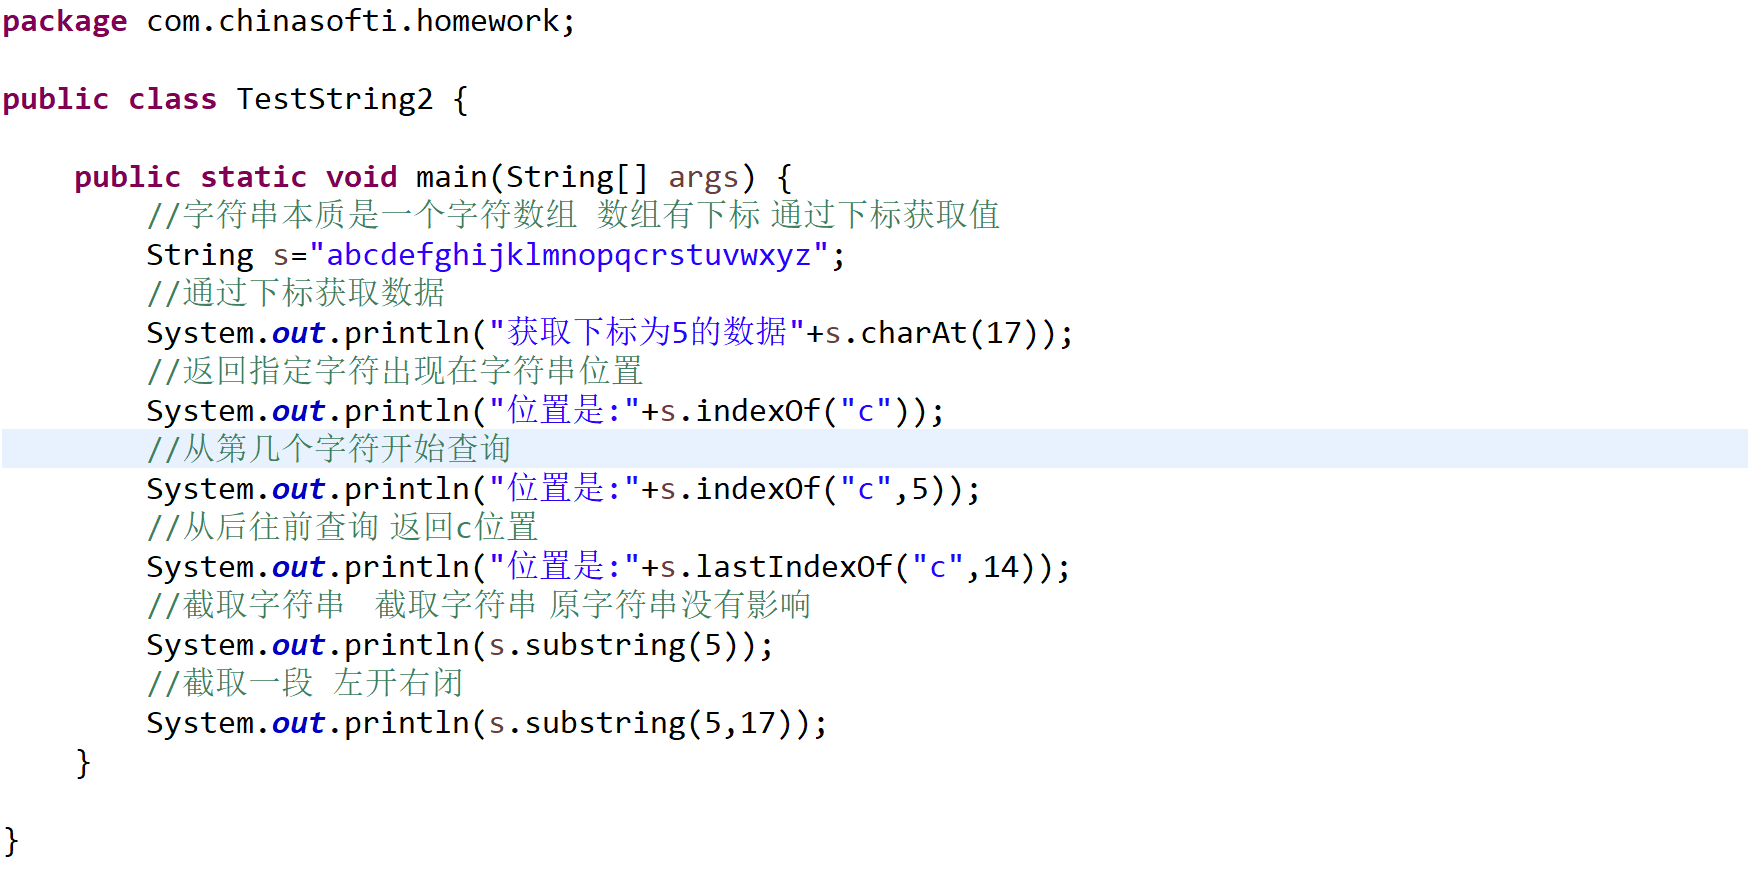 package com.chinasofti.homework;
public class TestString2 {
public static void main(String[] args) {
//字符串本质是一个字符数组  数组有下标 通过下标获取值
String s="abcdefghijklmnopqcrstuvwxyz";
//通过下标获取数据
System.out.println("获取下标为5的数据"+s.charAt(17));
//返回指定字符出现在字符串位置
System.out.println("位置是:"+s.indexOf("c"));
//从第几个字符开始查询
System.out.println("位置是:"+s.indexOf("c",5));
//从后往前查询 返回c位置
System.out.println("位置是:"+s.lastIndexOf("c",14));
//截取字符串   截取字符串 原字符串没有影响
System.out.println(s.substring(5));
//截取一段  左开右闭
System.out.println(s.substring(5,17));
}
}